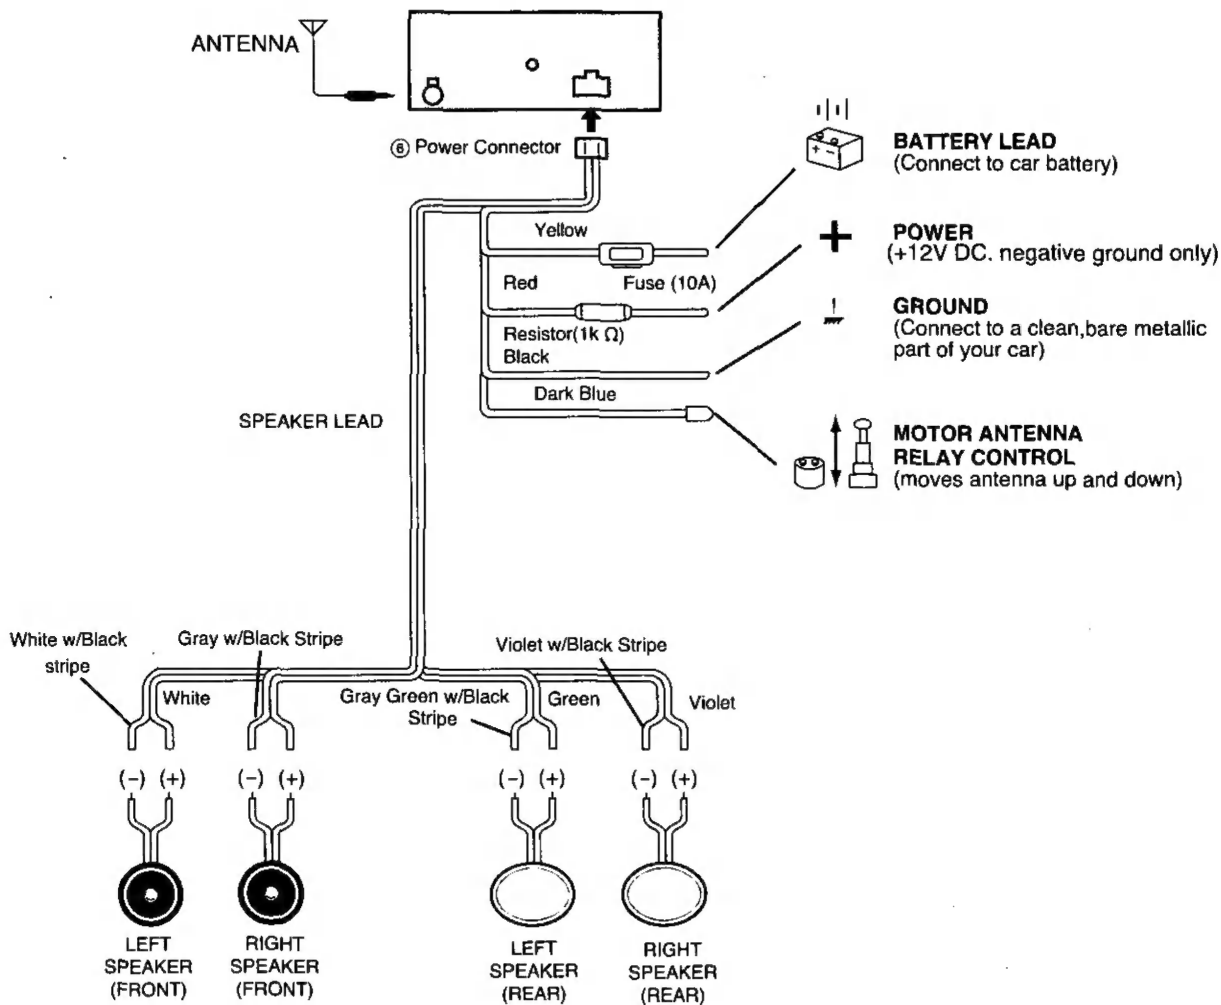 ANTENNA
⑥ Power Connector
BATTERY LEAD
(Connect to car battery)
Yellow
POWER
(+12V DC. negative ground only)
Red
Fuse (10A)
GROUND
(Connect to a clean,bare metallic
part of your car)
Resistor(1k Ω)
Black
Dark Blue
SPEAKER LEAD
MOTOR ANTENNA
RELAY CONTROL
(moves antenna up and down)
White w/Black
stripe
Gray w/Black Stripe
Violet w/Black Stripe
White
Gray Green w/Black
Stripe
Green
Violet
(-) (+)
(-) (+)
(-) (+)
(-) (+)
LEFT
SPEAKER
(FRONT)
RIGHT
SPEAKER
(FRONT)
LEFT
SPEAKER
(REAR)
RIGHT
SPEAKER
(REAR)